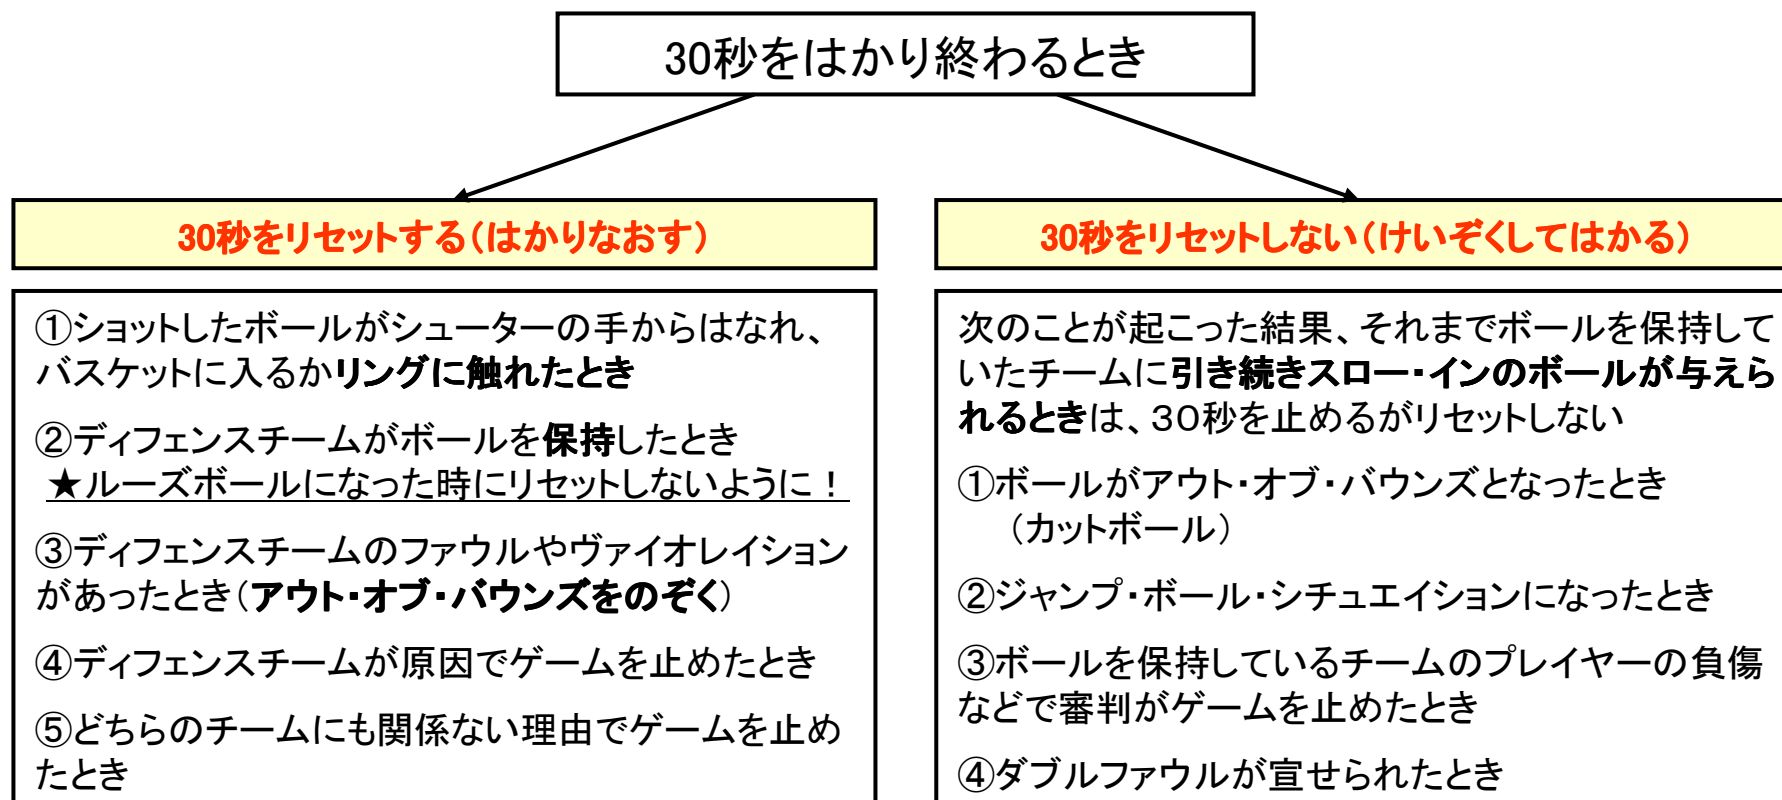 30秒をはかり終わるとき
30秒をリセットする(はかりなおす)
①ショットしたボールがシューターの手からはなれ、
バスケットに入るかリングに触れたとき
②ディフェンスチームがボールを保持したとき
★ルーズボールになった時にリセットしないように!
③ディフェンスチームのファウルやヴァイオレイション
があったとき(アウト・オブ・バウンズをのぞく)
④ディフェンスチームが原因でゲームを止めたとき
⑤どちらのチームにも関係ない理由でゲームを止め
たとき
30秒をリセットしない(けいぞくしてはかる)
次のことが起こった結果、それまでボールを保持して
いたチームに引き続きスロー・インのボールが与えら
れるときは、30秒を止めるがリセットしない
①ボールがアウト・オブ・バウンズとなったとき
(カットボール)
②ジャンプ・ボール・シチュエイションになったとき
③ボールを保持しているチームのプレイヤーの負傷
などで審判がゲームを止めたとき
④ダブルファウルが宣せられたとき